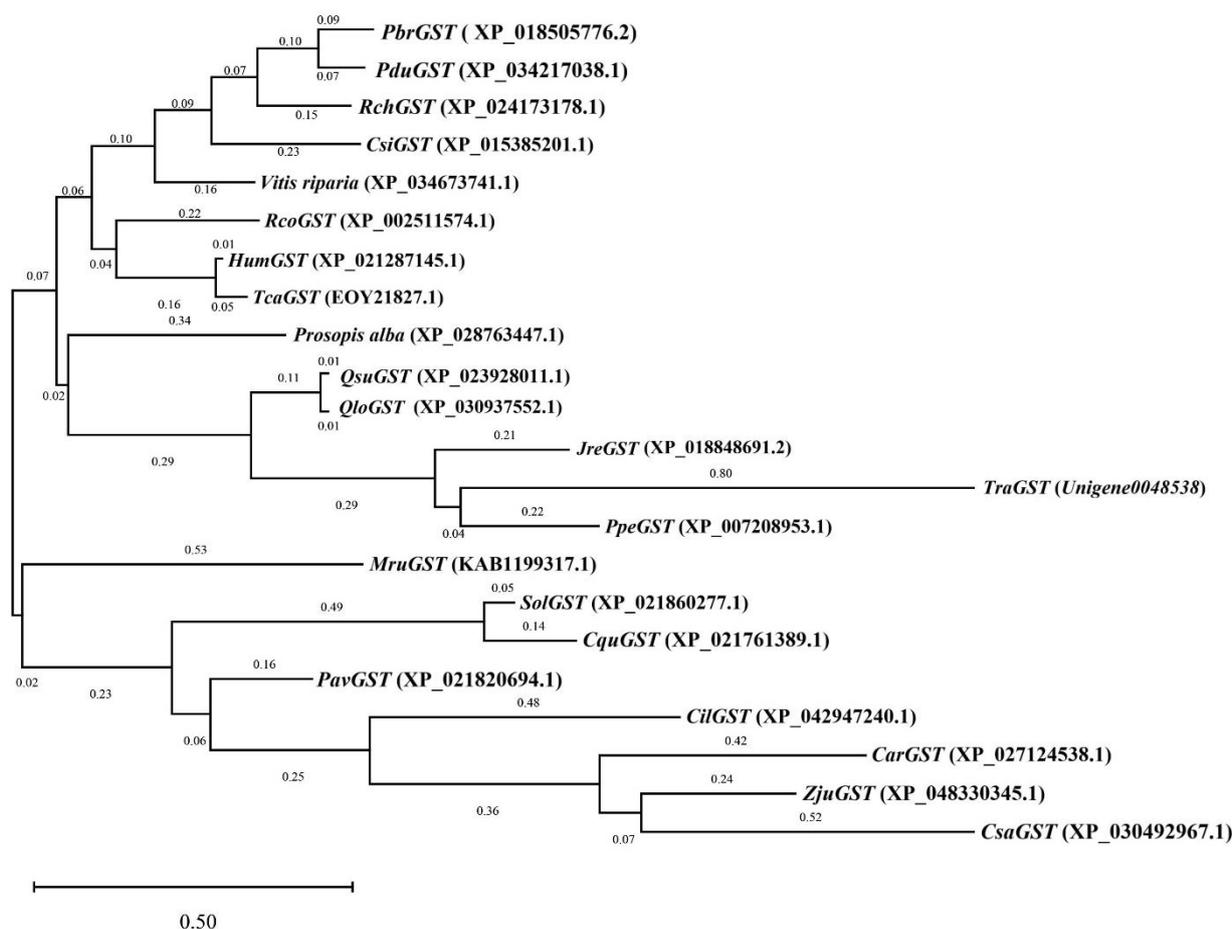 0.09
PbrGST ( XP_018505776.2)
0.10
0.07
PduGST (XP_034217038.1)
0.07
RchGST (XP_024173178.1)
0.09
0.15
CsiGST (XP_015385201.1)
0.10
0.23
Vitis riparia (XP_034673741.1)
0.06
0.16
0.22
RcoGST (XP_002511574.1)
0.01
HumGST (XP_021287145.1)
0.04
0.07
TcaGST (EOY21827.1)
0.16
0.05
0.34
Prosopis alba (XP_028763447.1)
0.01
QsuGST (XP_023928011.1)
0.11
0.02
QloGST (XP_030937552.1)
0.01
0.21
JreGST (XP_018848691.2)
0.29
0.80
TraGST (Unigene0048538)
0.29
0.22
PpeGST (XP_007208953.1)
0.04
0.53
MruGST (KAB1199317.1)
0.05
SolGST (XP_021860277.1)
0.49
0.14
CquGST (XP_021761389.1)
0.16
PavGST (XP_021820694.1)
0.02
0.23
0.48
CilGST (XP_042947240.1)
0.06
0.42
CarGST (XP_027124538.1)
0.25
0.24
ZjuGST (XP_048330345.1)
0.36
0.52
CsaGST (XP_030492967.1)
0.07
0.50